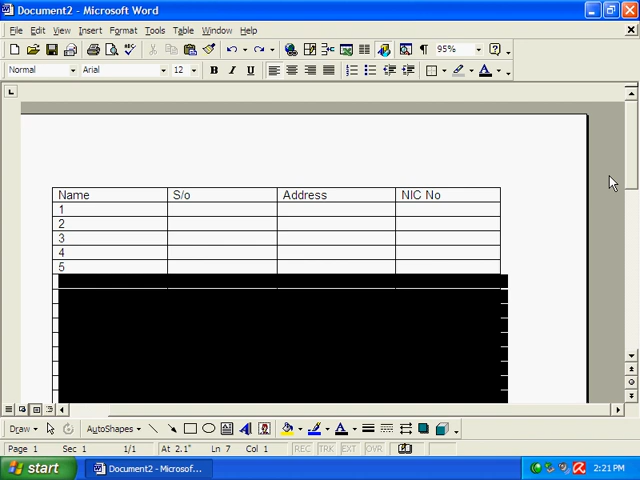 Document2 - Microsoft Word
File Edit View Insert Format Tools Table Window Help
95%
Normal Arial 12 B I U
Name S/o Address NIC No
1
2
3
4
5
Draw AutoShapes
Page 1 Sec 1 1/1 At 2.1" Ln 7 Col 1 REC TRK EXT OVR
start Document2 - Microsof... 2:21 PM